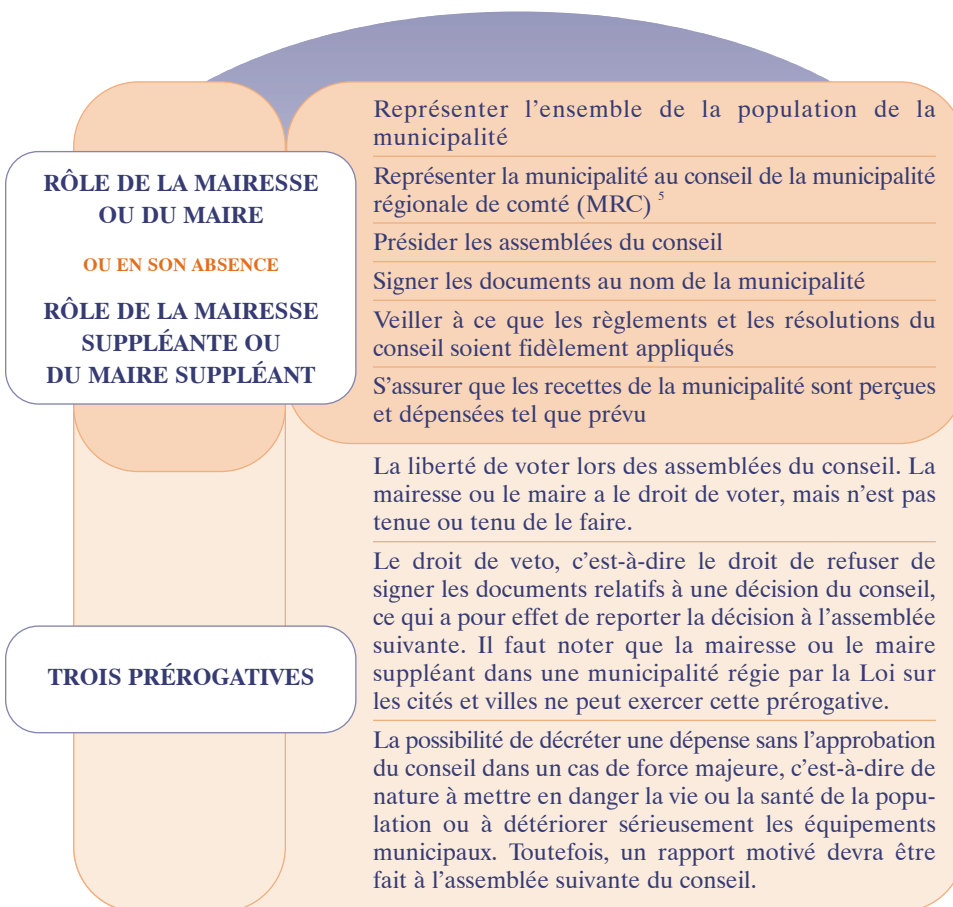 RÔLE DE LA MAIRESSE
OU DU MAIRE
OU EN SON ABSENCE
RÔLE DE LA MAIRESSE
SUPPLÉANTE OU
DU MAIRE SUPPLÉANT
Représenter l'ensemble de la population de la
municipalité
Représenter la municipalité au conseil de la municipalité
régionale de comté (MRC) 5
Présider les assemblées du conseil
Signer les documents au nom de la municipalité
Veiller à ce que les règlements et les résolutions du
conseil soient fidèlement appliqués
S'assurer que les recettes de la municipalité sont perçues
et dépensées tel que prévu
TROIS PRÉROGATIVES
La liberté de voter lors des assemblées du conseil. La
mairesse ou le maire a le droit de voter, mais n'est pas
tenue ou tenu de le faire.
Le droit de veto, c'est-à-dire le droit de refuser de
signer les documents relatifs à une décision du conseil,
ce qui a pour effet de reporter la décision à l'assemblée
suivante. Il faut noter que la mairesse ou le maire
suppléant dans une municipalité régie par la Loi sur
les cités et villes ne peut exercer cette prérogative.
La possibilité de décréter une dépense sans l'approbation
du conseil dans un cas de force majeure, c'est-à-dire de
nature à mettre en danger la vie ou la santé de la popu-
lation ou à détériorer sérieusement les équipements
municipaux. Toutefois, un rapport motivé devra être
fait à l'assemblée suivante du conseil.